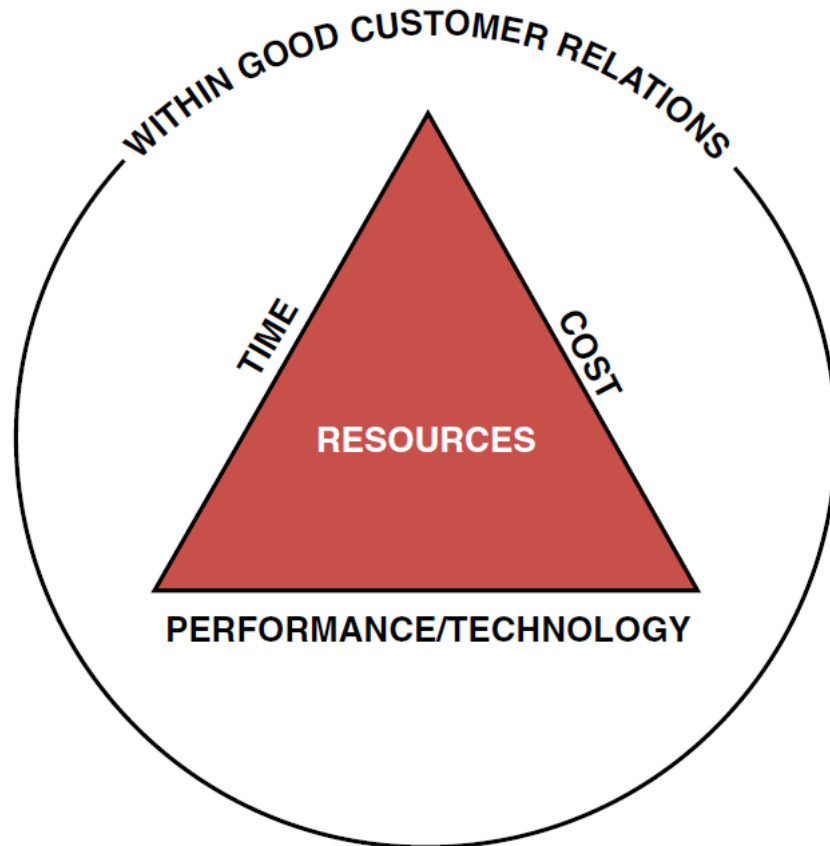 WITHIN GOOD CUSTOMER RELATIONS
TIME
COST
RESOURCES
PERFORMANCE/TECHNOLOGY